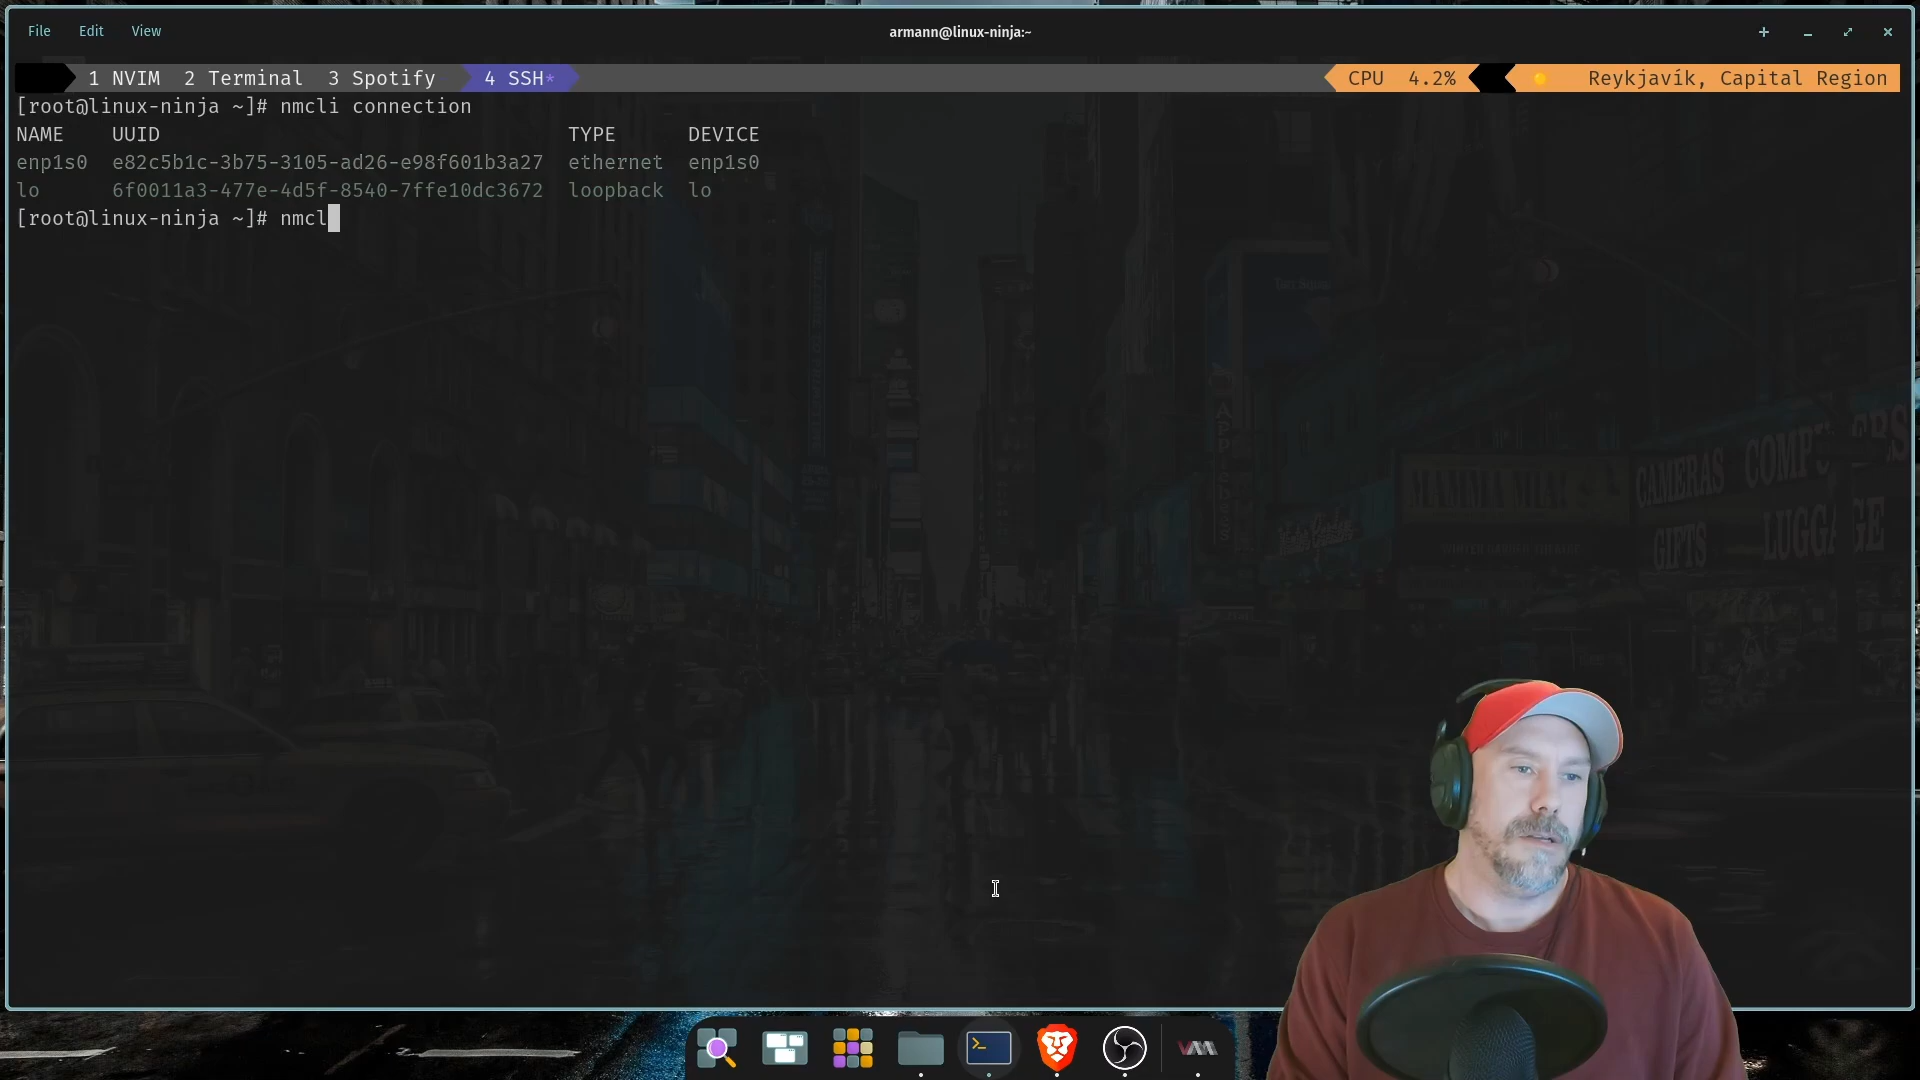 File Edit View
armann@linux-ninja:~
1 NVIM 2 Terminal 3 Spotify 4 SSH*
CPU 4.2% Reykjavík, Capital Region
[root@linux-ninja ~]# nmcli connection
NAME UUID TYPE DEVICE
enp1s0 e82c5b1c-3b75-3105-ad26-e98f601b3a27 ethernet enp1s0
lo 6f0011a3-477e-4d5f-8540-7ffe10dc3672 loopback lo
[root@linux-ninja ~]# nmcl
CAMERAS
GIFTS